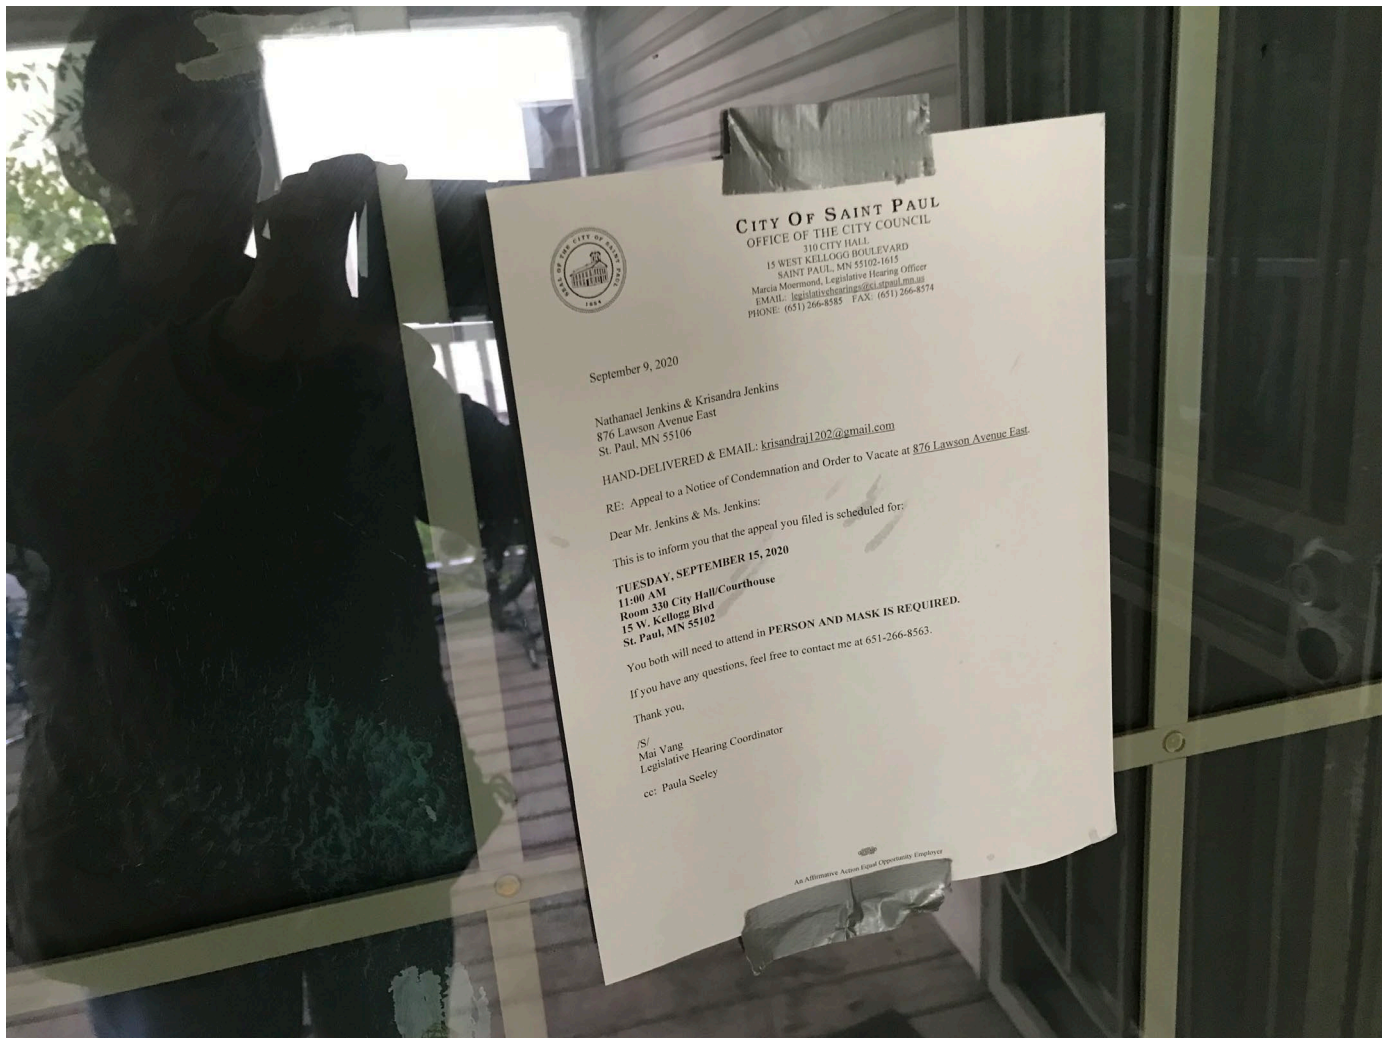 CITY OF SAINT PAUL
OFFICE OF THE CITY COUNCIL
310 CITY HALL
15 WEST KELLOGG BOULEVARD
SAINT PAUL, MN 55102-1615
Marcia Moermond, Legislative Hearing Officer
EMAIL: legislativehearings@ci.stpaul.mn.us
PHONE: (651) 266-8585 FAX: (651) 266-8574
SEAL OF THE CITY OF SAINT PAUL
1854
September 9, 2020
Nathanael Jenkins & Krisandra Jenkins
876 Lawson Avenue East
St. Paul, MN 55106
HAND-DELIVERED & EMAIL: krisandraj1202@gmail.com
RE: Appeal to a Notice of Condemnation and Order to Vacate at 876 Lawson Avenue East.
Dear Mr. Jenkins & Ms. Jenkins:
This is to inform you that the appeal you filed is scheduled for:
TUESDAY, SEPTEMBER 15, 2020
11:00 AM
Room 330 City Hall/Courthouse
15 W. Kellogg Blvd
St. Paul, MN 55102
You both will need to attend in PERSON AND MASK IS REQUIRED.
If you have any questions, feel free to contact me at 651-266-8563.
Thank you,
/S/
Mai Vang
Legislative Hearing Coordinator
cc: Paula Seeley
An Affirmative Action Equal Opportunity Employer